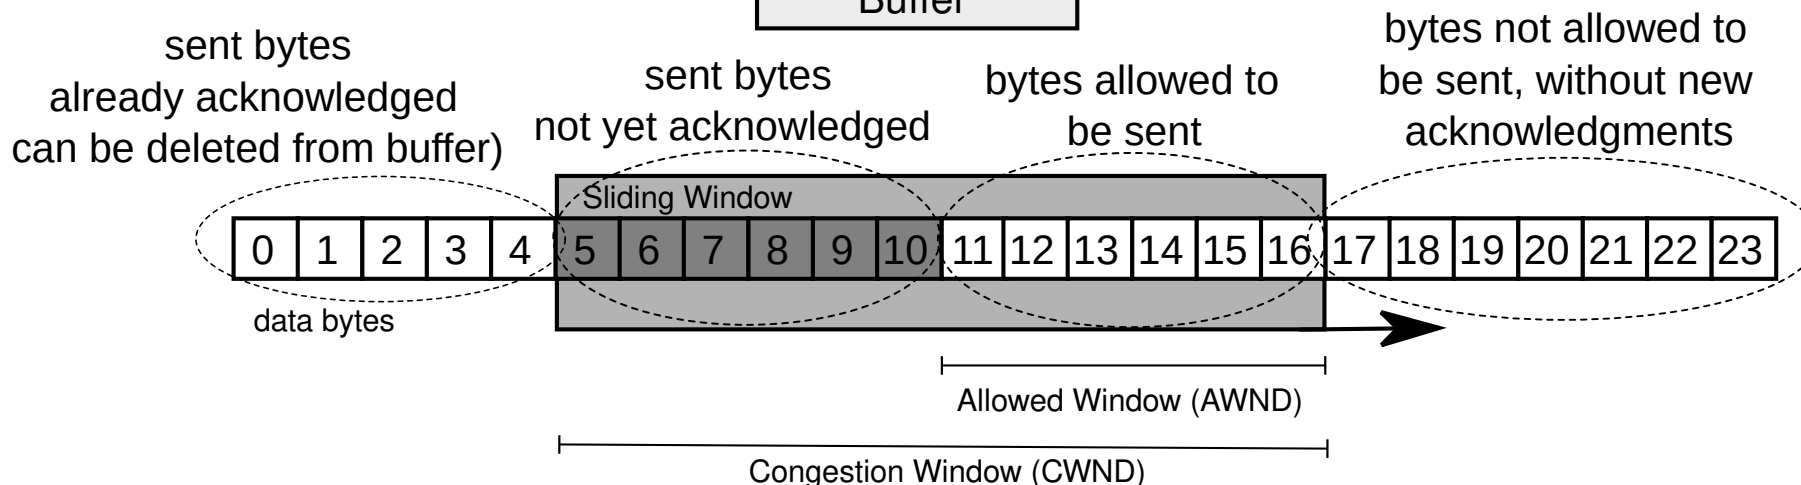 Buffer
sent bytes
already acknowledged
can be deleted from buffer)
sent bytes
not yet acknowledged
bytes allowed to
be sent
bytes not allowed to
be sent, without new
acknowledgments
Sliding Window
0 1 2 3 4 5 6 7 8 9 10 11 12 13 14 15 16 17 18 19 20 21 22 23
data bytes
Allowed Window (AWND)
Congestion Window (CWND)